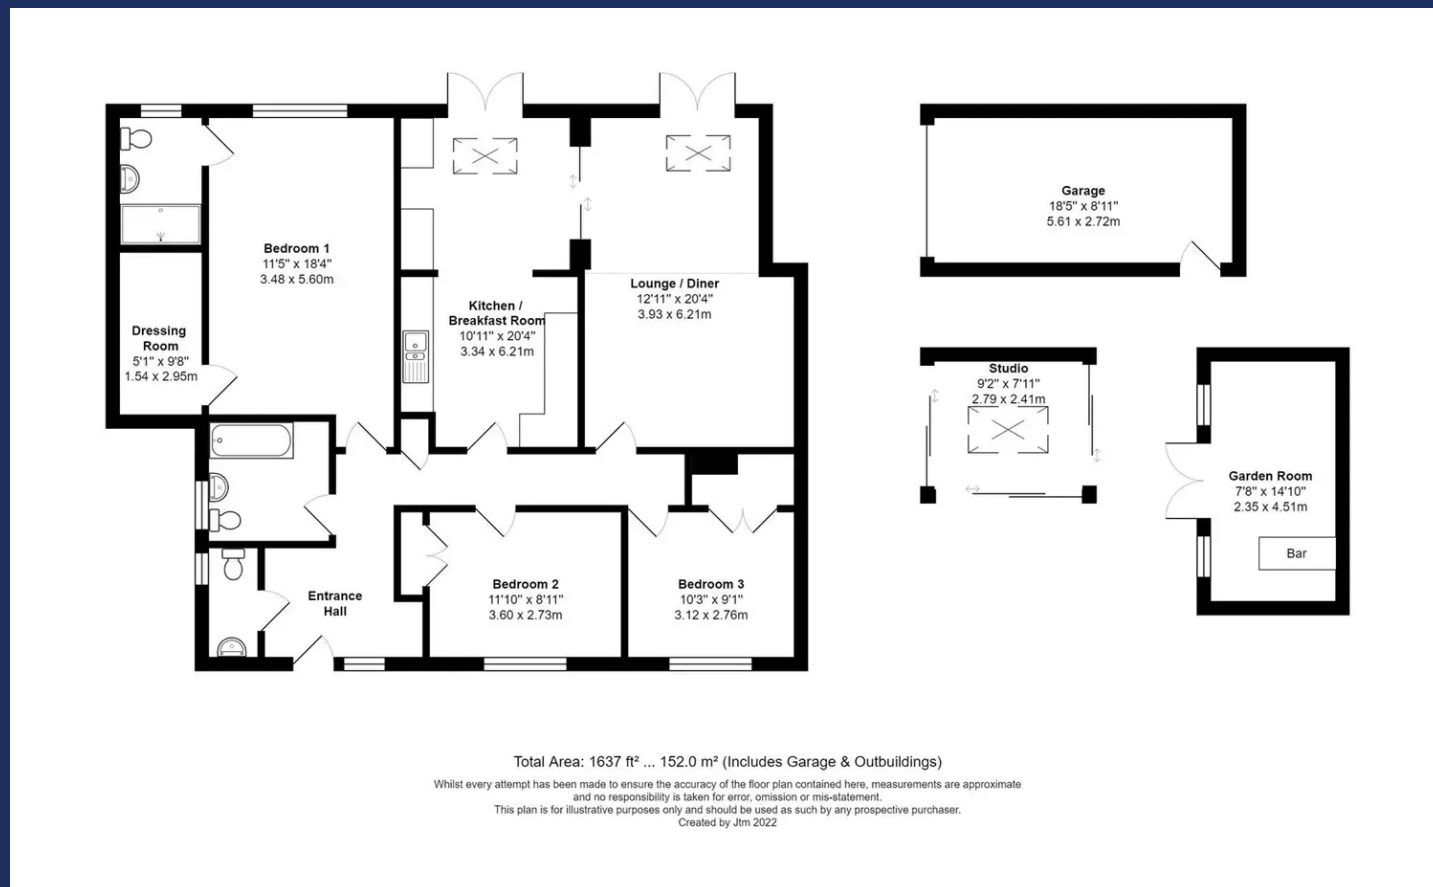 Bedroom 1
11'5" x 18'4"
3.48 x 5.60m
Dressing
Room
5'1" x 9'8"
1.54 x 2.95m
Kitchen /
Breakfast Room
10'11" x 20'4"
3.34 x 6.21m
Lounge / Diner
12'11" x 20'4"
3.93 x 6.21m
Entrance
Hall
Bedroom 2
11'10" x 8'11"
3.60 x 2.73m
Bedroom 3
10'3" x 9'1"
3.12 x 2.76m
Garage
18'5" x 8'11"
5.61 x 2.72m
Studio
9'2" x 7'11"
2.79 x 2.41m
Garden Room
7'8" x 14'10"
2.35 x 4.51m
Bar
Total Area: 1637 ft² ... 152.0 m² (Includes Garage & Outbuildings)
Whilst every attempt has been made to ensure the accuracy of the floor plan contained here, measurements are approximate
and no responsibility is taken for error, omission or mis-statement.
This plan is for illustrative purposes only and should be used as such by any prospective purchaser.
Created by Jtm 2022